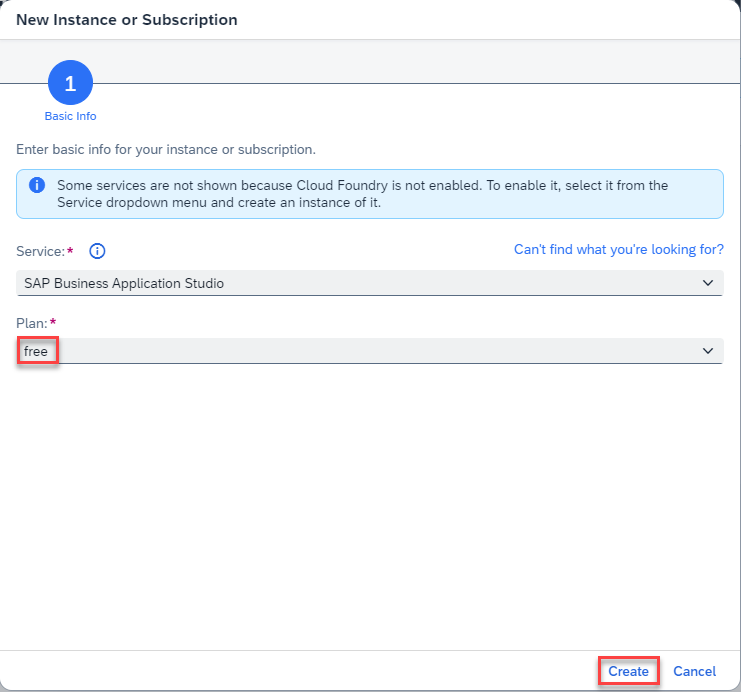 New Instance or Subscription
1
Basic Info
Enter basic info for your instance or subscription.
Some services are not shown because Cloud Foundry is not enabled. To enable it, select it from the
Service dropdown menu and create an instance of it.
Service:*
Can't find what you're looking for?
SAP Business Application Studio
Plan:*
free
Create
Cancel